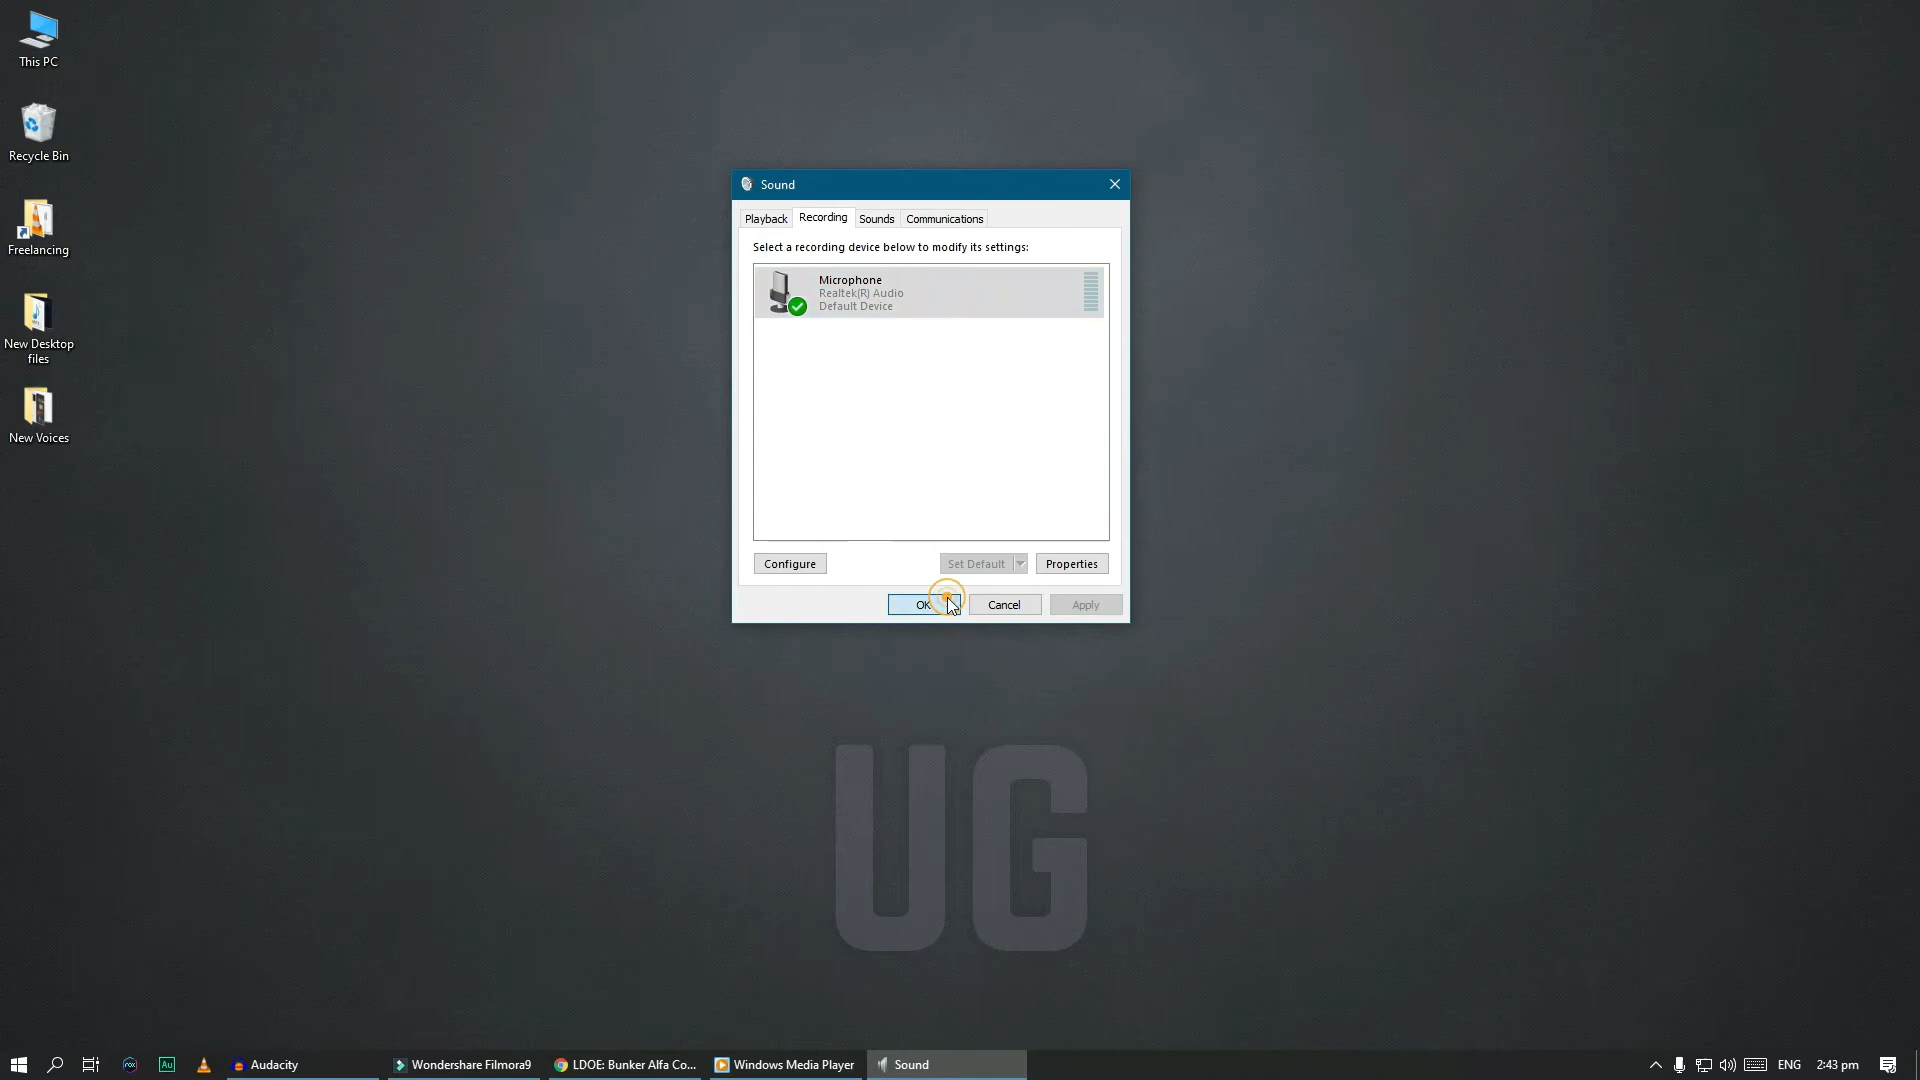 This PC
Recycle Bin
Freelancing
New Desktop
files
New Voices
Sound
Playback
Recording
Sounds
Communications
Select a recording device below to modify its settings:
Microphone
Realtek(R) Audio
Default Device
Configure
Set Default
Properties
OK
Cancel
Apply
UG
Au
Audacity
Wondershare Filmora9
LDOE: Bunker Alfa Co...
Windows Media Player
Sound
ENG
2:43 pm